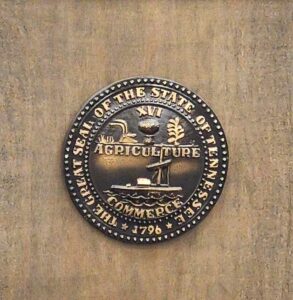 THE GREAT SEAL OF THE STATE OF TENNESSEE
XVI
AGRICULTURE
COMMERCE
1796